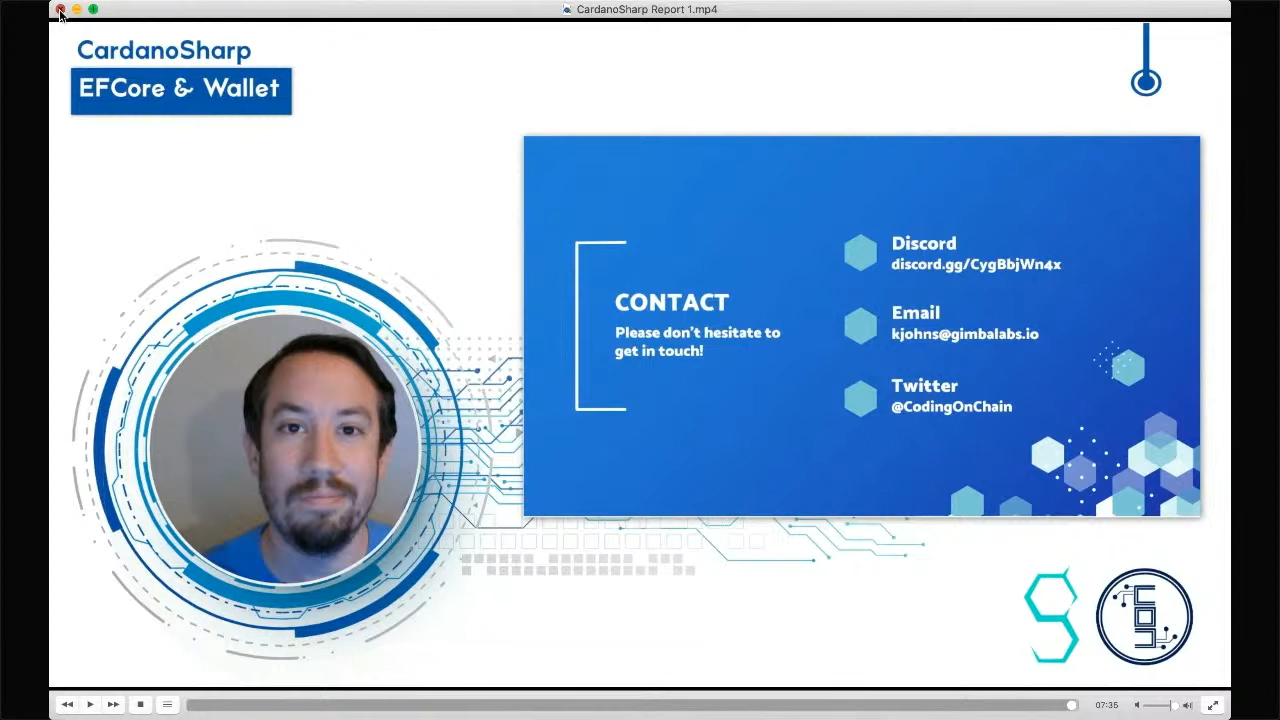 CardanoSharp Report 1.mp4
CardanoSharp
EFCore & Wallet
CONTACT
Please don't hesitate to
get in touch!
Discord
discord.gg/CygBbjWn4x
Email
kjohns@gimbalabs.io
Twitter
@CodingOnChain
07:35